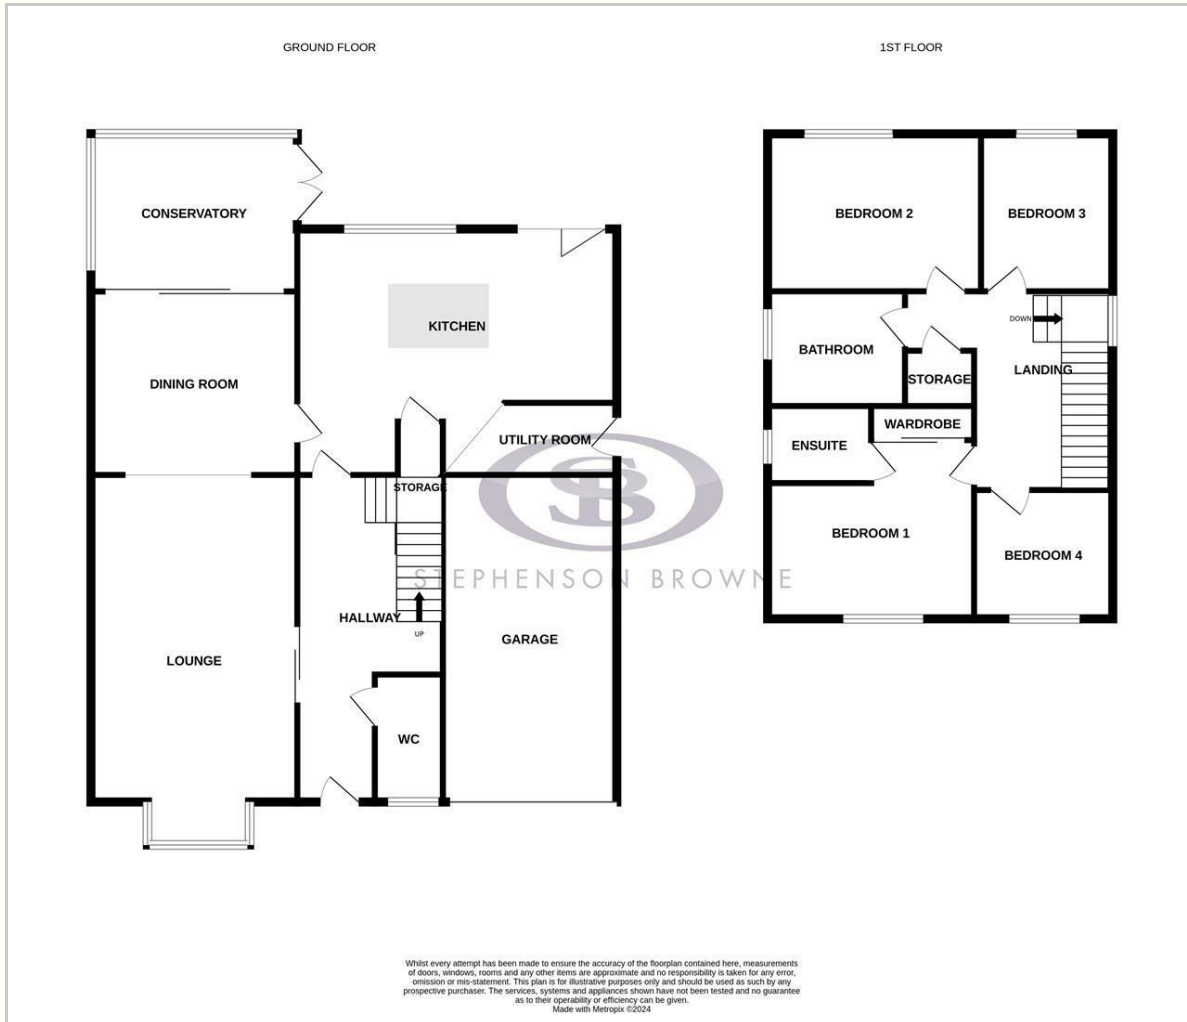 GROUND FLOOR
1ST FLOOR
CONSERVATORY
KITCHEN
DINING ROOM
UTILITY ROOM
STORAGE
HALLWAY
UP
LOUNGE
GARAGE
WC
BEDROOM 2
BEDROOM 3
DOWN
BATHROOM
LANDING
STORAGE
WARDROBE
ENSUITE
BEDROOM 1
BEDROOM 4
SB
STEPHENSON BROWNE
Whilst every attempt has been made to ensure the accuracy of the floorplan contained here, measurements
of doors, windows, rooms and any other items are approximate and no responsibility is taken for any error,
omission or mis-statement. This plan is for illustrative purposes only and should be used as such by any
prospective purchaser. The services, systems and appliances shown have not been tested and no guarantee
as to their operability or efficiency can be given.
Made with Metropix ©2024